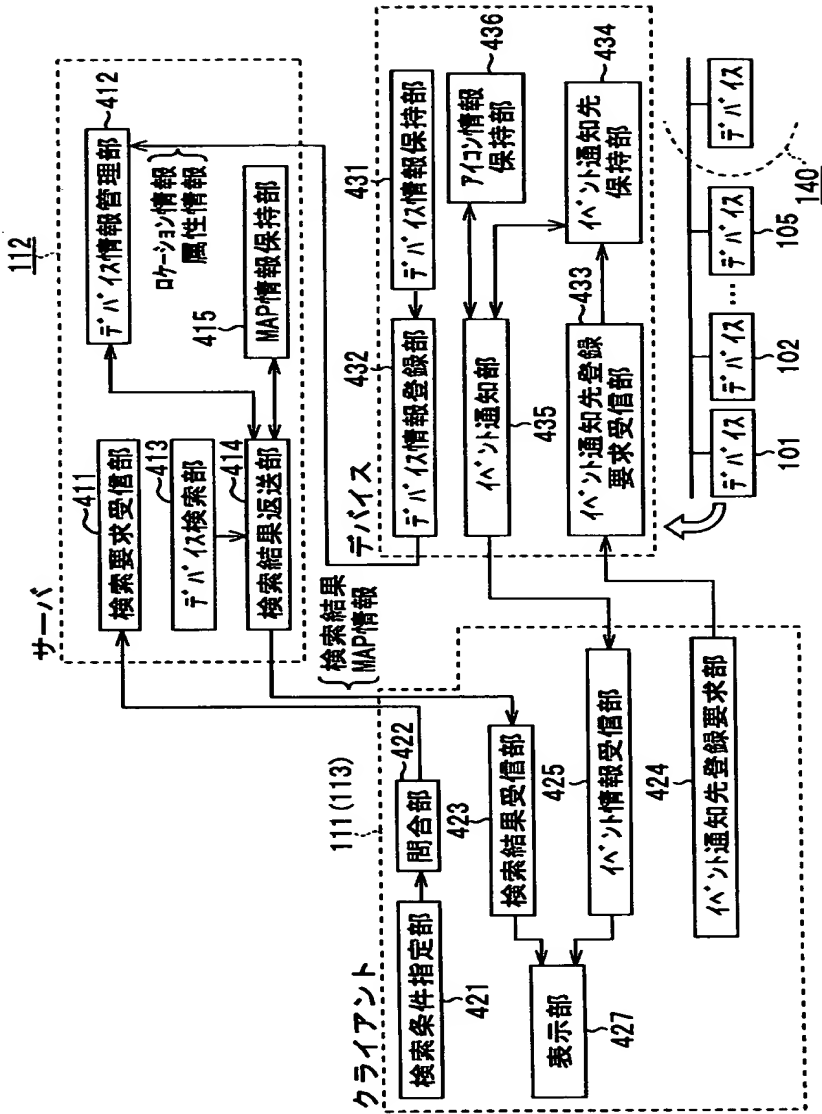 サーバ
112
検索要求受信部
411
デバイス検索部
413
検索結果返送部
414
デバイス情報管理部
412
ロケーション情報
属性情報
MAP情報保持部
415
検索結果
MAP情報
クライアント
111(113)
検索条件指定部
421
問合部
422
検索結果受信部
423
イベント情報受信部
425
イベント通知先登録要求部
424
表示部
427
デバイス
デバイス情報登録部
432
デバイス情報保持部
431
イベント通知部
435
アイコン情報
保持部
436
イベント通知先登録
要求受信部
433
イベント通知先
保持部
434
デバイス
101
デバイス
102
…
デバイス
105
デバイス
140